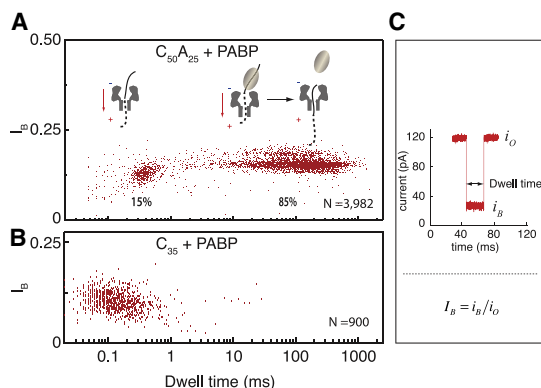 A
C
0.50
C50A25 + PABP
-
+
-
+
-
+
0.25
IB
15%
85%
N =3,982
0
B
C35 + PABP
0.25
IB
N =900
0
0.1
1
10
100
1000
Dwell time (ms)
current (pA)
120
80
40
0
iO
Dwell time
iB
0
40
80
120
time (ms)
IB = iB/iO